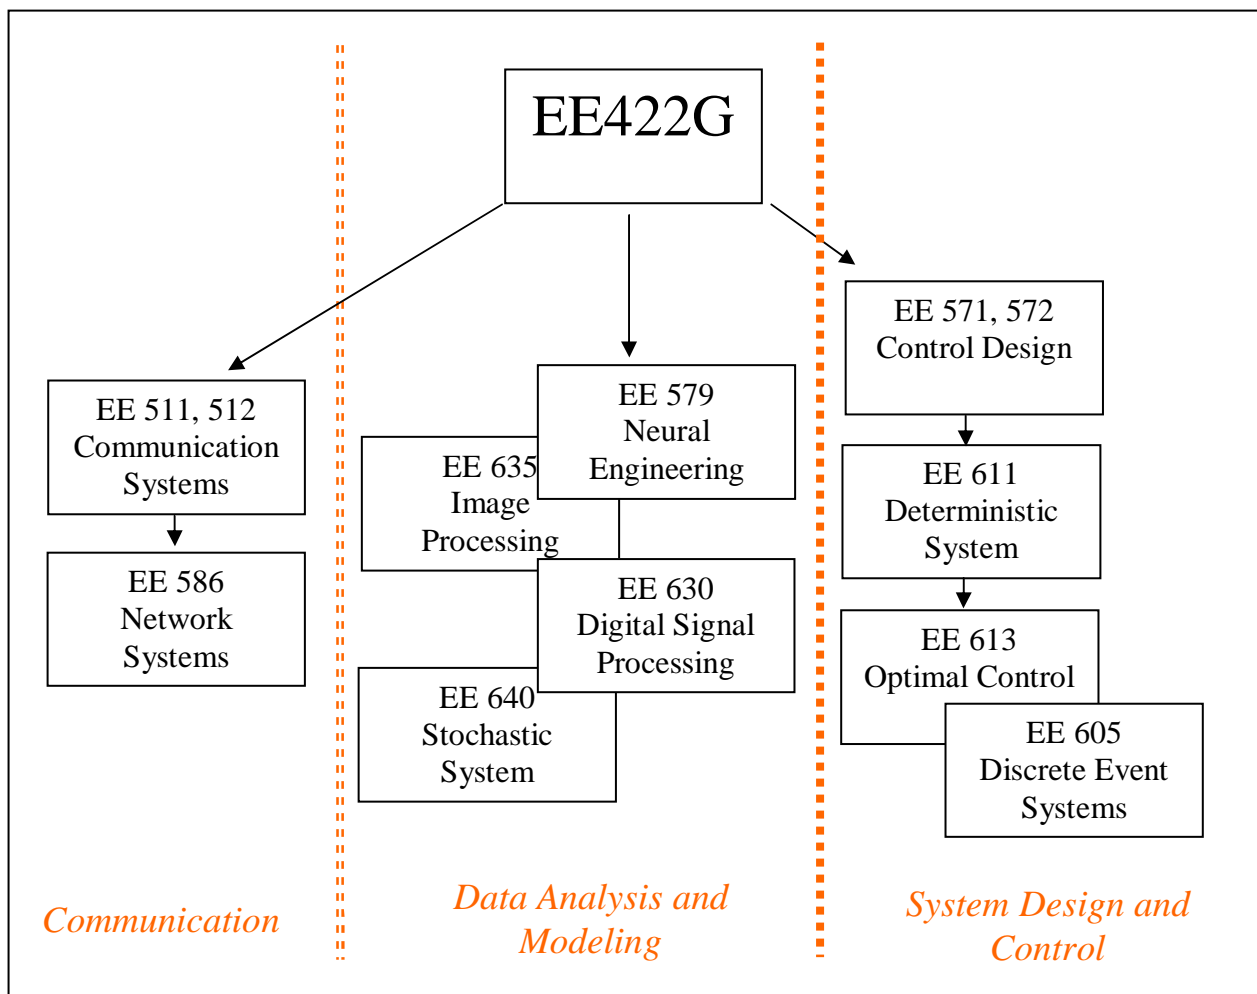 EE422G
EE 511, 512
Communication
Systems
EE 586
Network
Systems
EE 579
Neural
Engineering
EE 635
Image
Processing
EE 630
Digital Signal
Processing
EE 640
Stochastic
System
EE 571, 572
Control Design
EE 611
Deterministic
System
EE 613
Optimal Control
EE 605
Discrete Event
Systems
Communication
Data Analysis and
Modeling
System Design and
Control